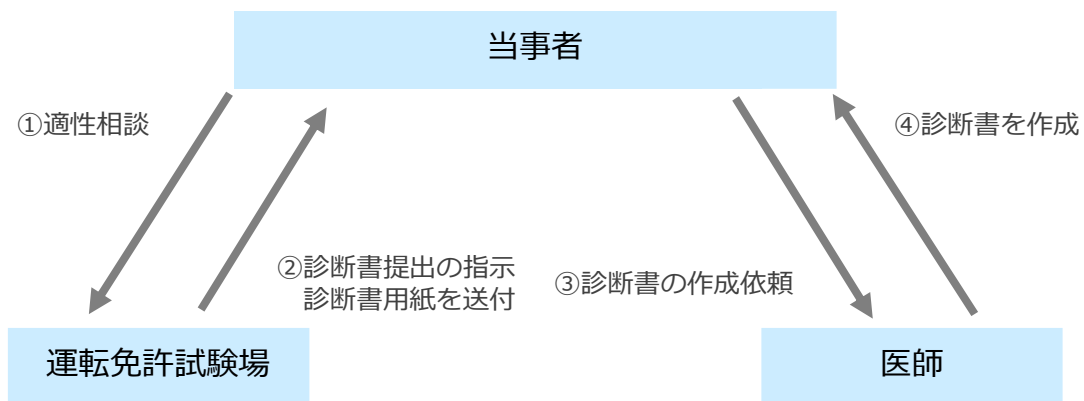 当事者
①適性相談
④診断書を作成
②診断書提出の指示
診断書用紙を送付
③診断書の作成依頼
運転免許試験場
医師